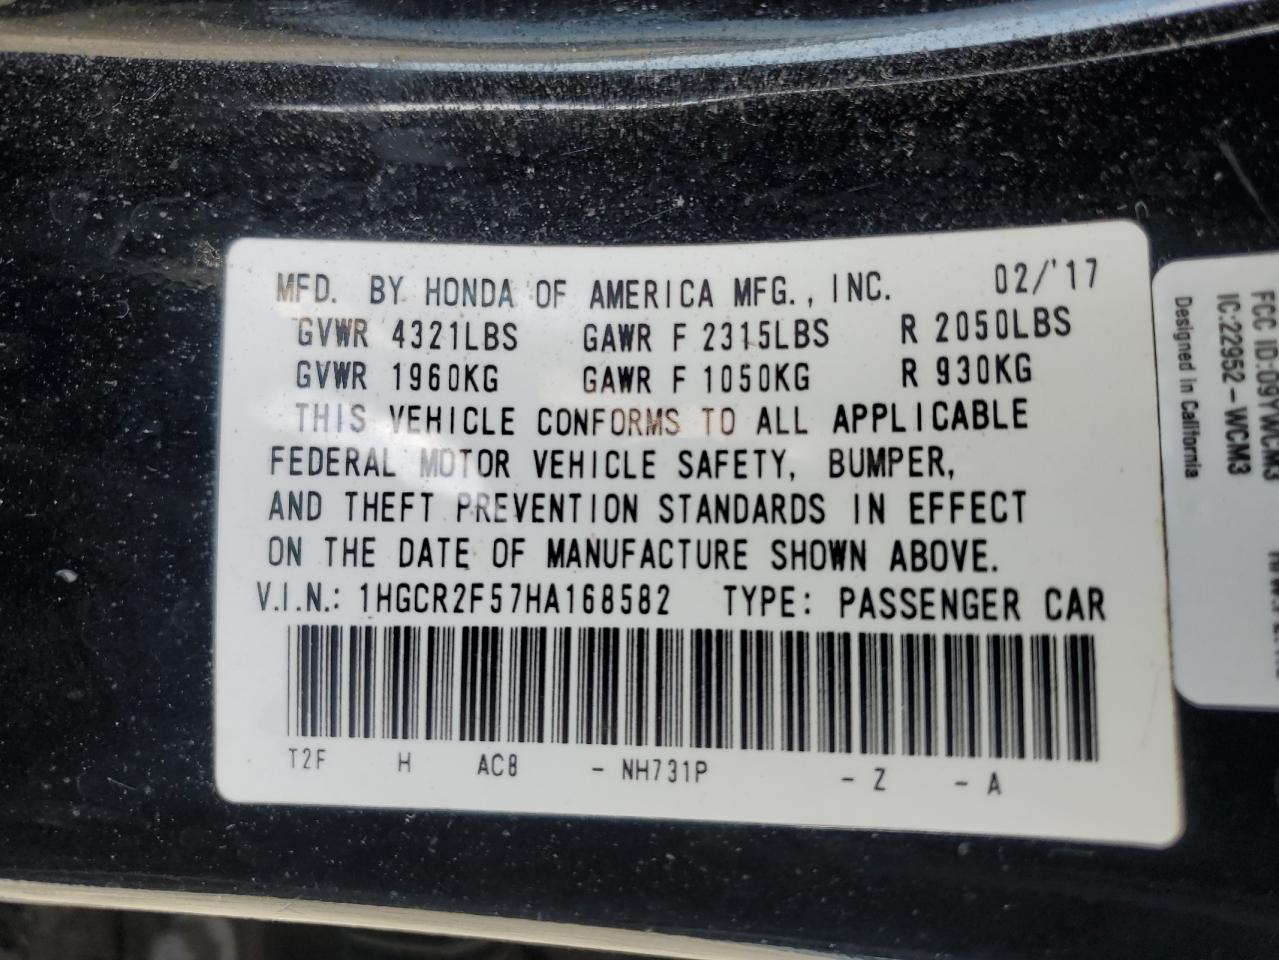 MFD. BY HONDA OF AMERICA MFG., INC. 02/'17
GVWR 4321LBS GAWR F 2315LBS R 2050LBS
GVWR 1960KG GAWR F 1050KG R 930KG
THIS VEHICLE CONFORMS TO ALL APPLICABLE
FEDERAL MOTOR VEHICLE SAFETY, BUMPER,
AND THEFT PREVENTION STANDARDS IN EFFECT
ON THE DATE OF MANUFACTURE SHOWN ABOVE.
V.I.N.: 1HGCR2F57HA168582 TYPE: PASSENGER CAR
T2F H AC8 - NH731P - Z - A
FCC ID:O9YWCM3
IC:22952-WCM3
Designed in California